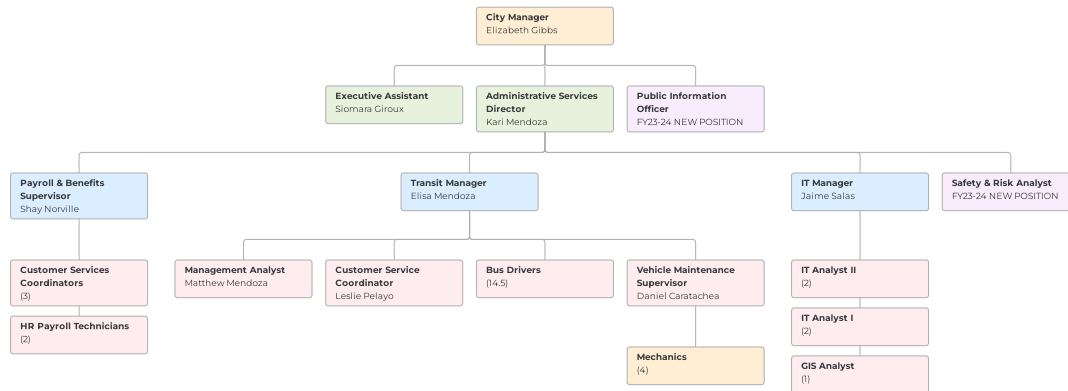 City Manager
Elizabeth Gibbs
Executive Assistant
Siomara Giroux
Administrative Services
Director
Kari Mendoza
Public Information
Officer
FY23-24 NEW POSITION
Payroll & Benefits
Supervisor
Shay Norville
Transit Manager
Elisa Mendoza
IT Manager
Jaime Salas
Safety & Risk Analyst
FY23-24 NEW POSITION
Customer Services
Coordinators
(3)
HR Payroll Technicians
(2)
Management Analyst
Matthew Mendoza
Customer Service
Coordinator
Leslie Pelayo
Bus Drivers
(14.5)
Vehicle Maintenance
Supervisor
Daniel Caratachea
Mechanics
(4)
IT Analyst II
(2)
IT Analyst I
(2)
GIS Analyst
(1)